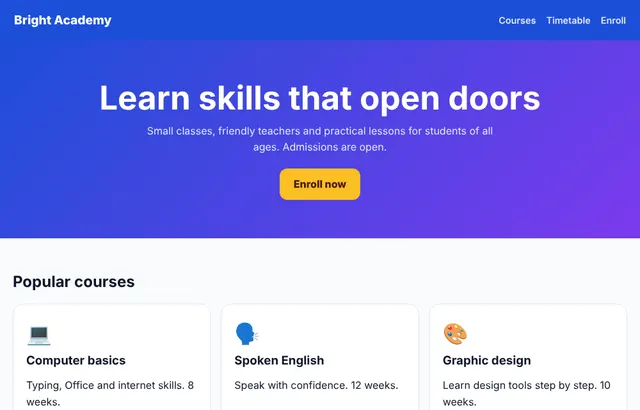 Bright Academy
Courses Timetable Enroll
Learn skills that open doors
Small classes, friendly teachers and practical lessons for students of all
ages. Admissions are open.
Enroll now
Popular courses
Computer basics
Typing, Office and internet skills. 8
weeks.
Spoken English
Speak with confidence. 12 weeks.
Graphic design
Learn design tools step by step. 10
weeks.